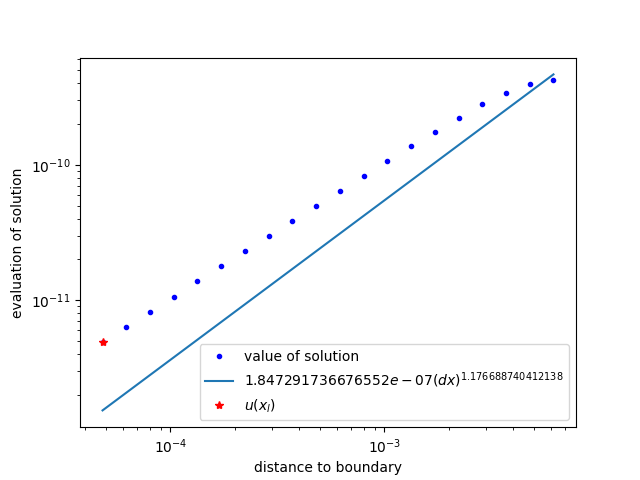 evaluation of solution
10⁻¹⁰
10⁻¹¹
10⁻⁴
10⁻³
distance to boundary
value of solution
1.847291736676552e − 07(dx)^1.176688740412138
u(x_I)